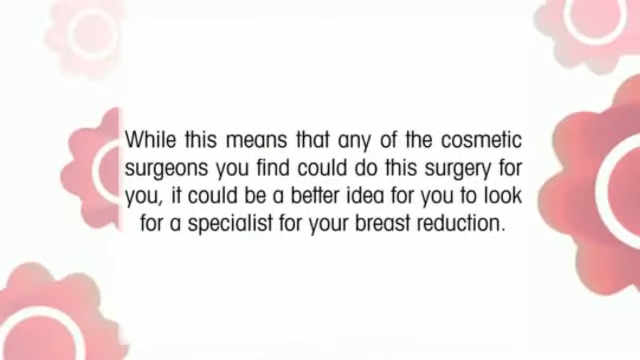 While this means that any of the cosmetic
surgeons you find could do this surgery for
you, it could be a better idea for you to look
for a specialist for your breast reduction.